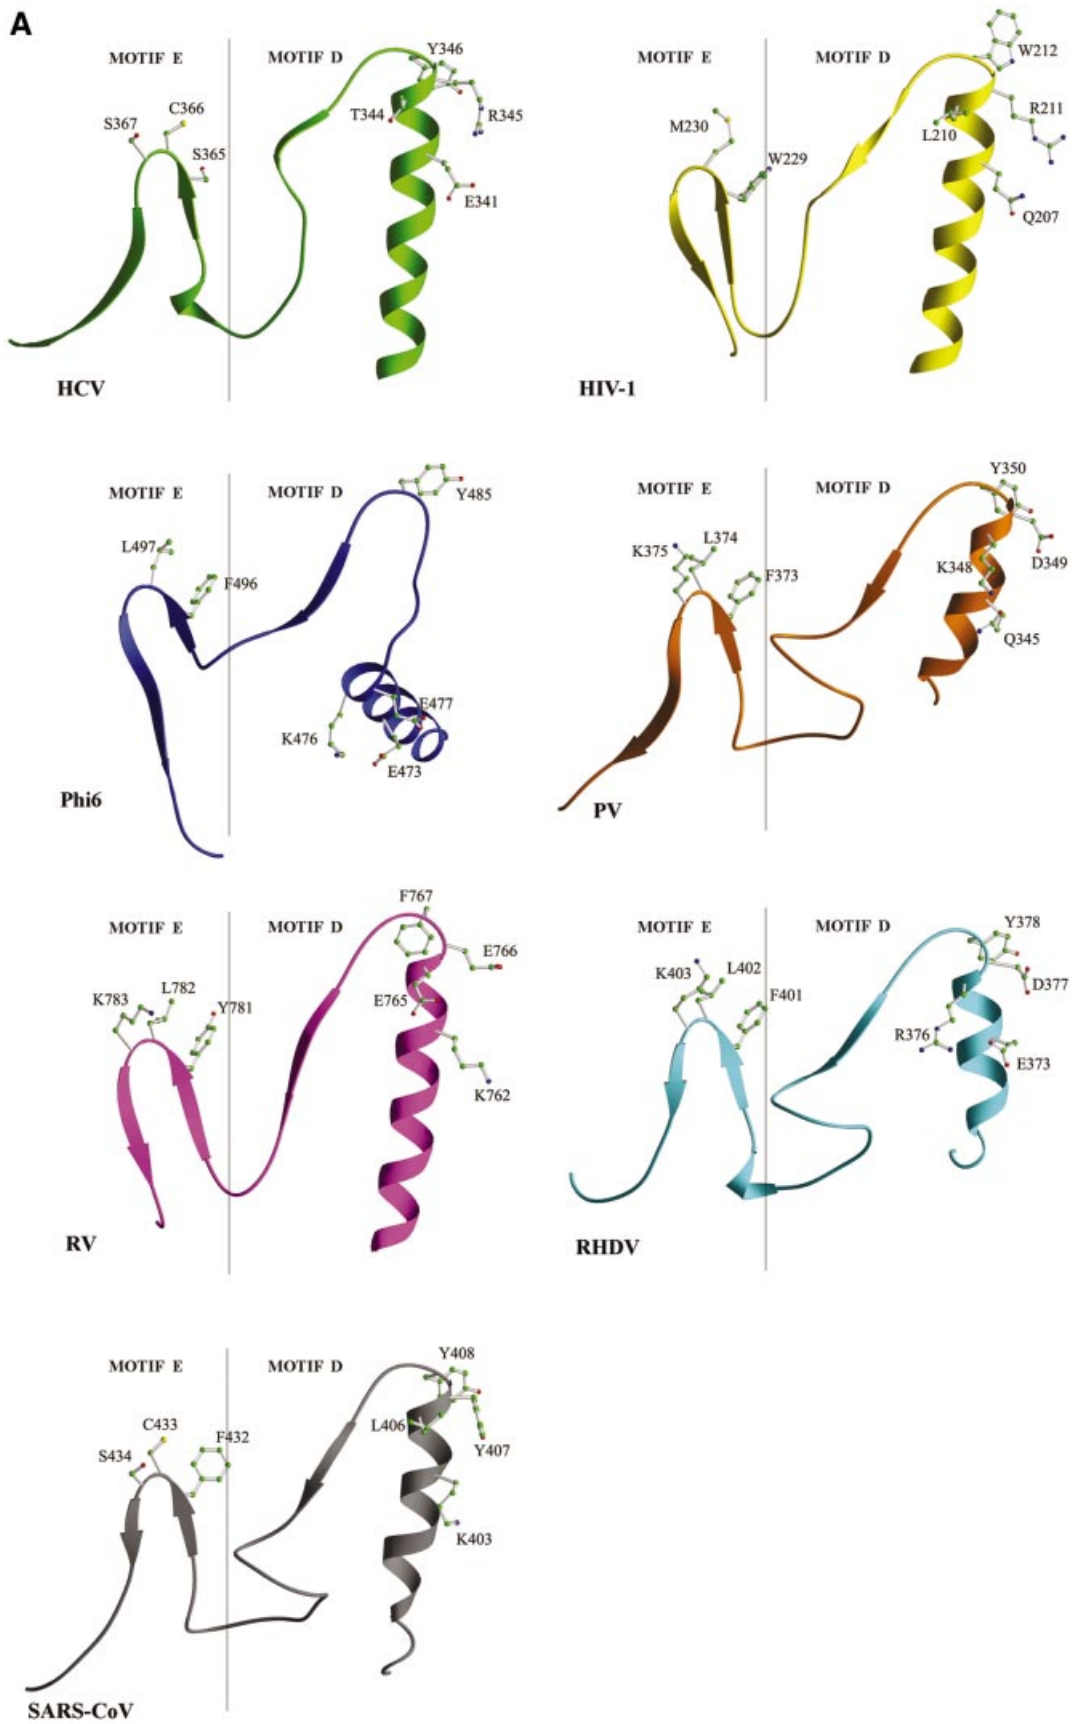 A
MOTIF E
MOTIF D
Y346
C366
S367
T344
R345
S365
E341
HCV
MOTIF E
MOTIF D
W212
R211
M230
L210
W229
Q207
HIV-1
MOTIF E
MOTIF D
Y485
L497
F496
E477
K476
E473
Phi6
MOTIF E
MOTIF D
Y350
L374
K375
D349
K348
F373
Q345
PV
F767
MOTIF E
MOTIF D
E766
L782
K783
E765
Y781
K762
RV
MOTIF E
MOTIF D
Y378
L402
K403
D377
F401
R376
E373
RHDV
Y408
MOTIF E
MOTIF D
C433
L406
F432
Y407
S434
K403
SARS-CoV